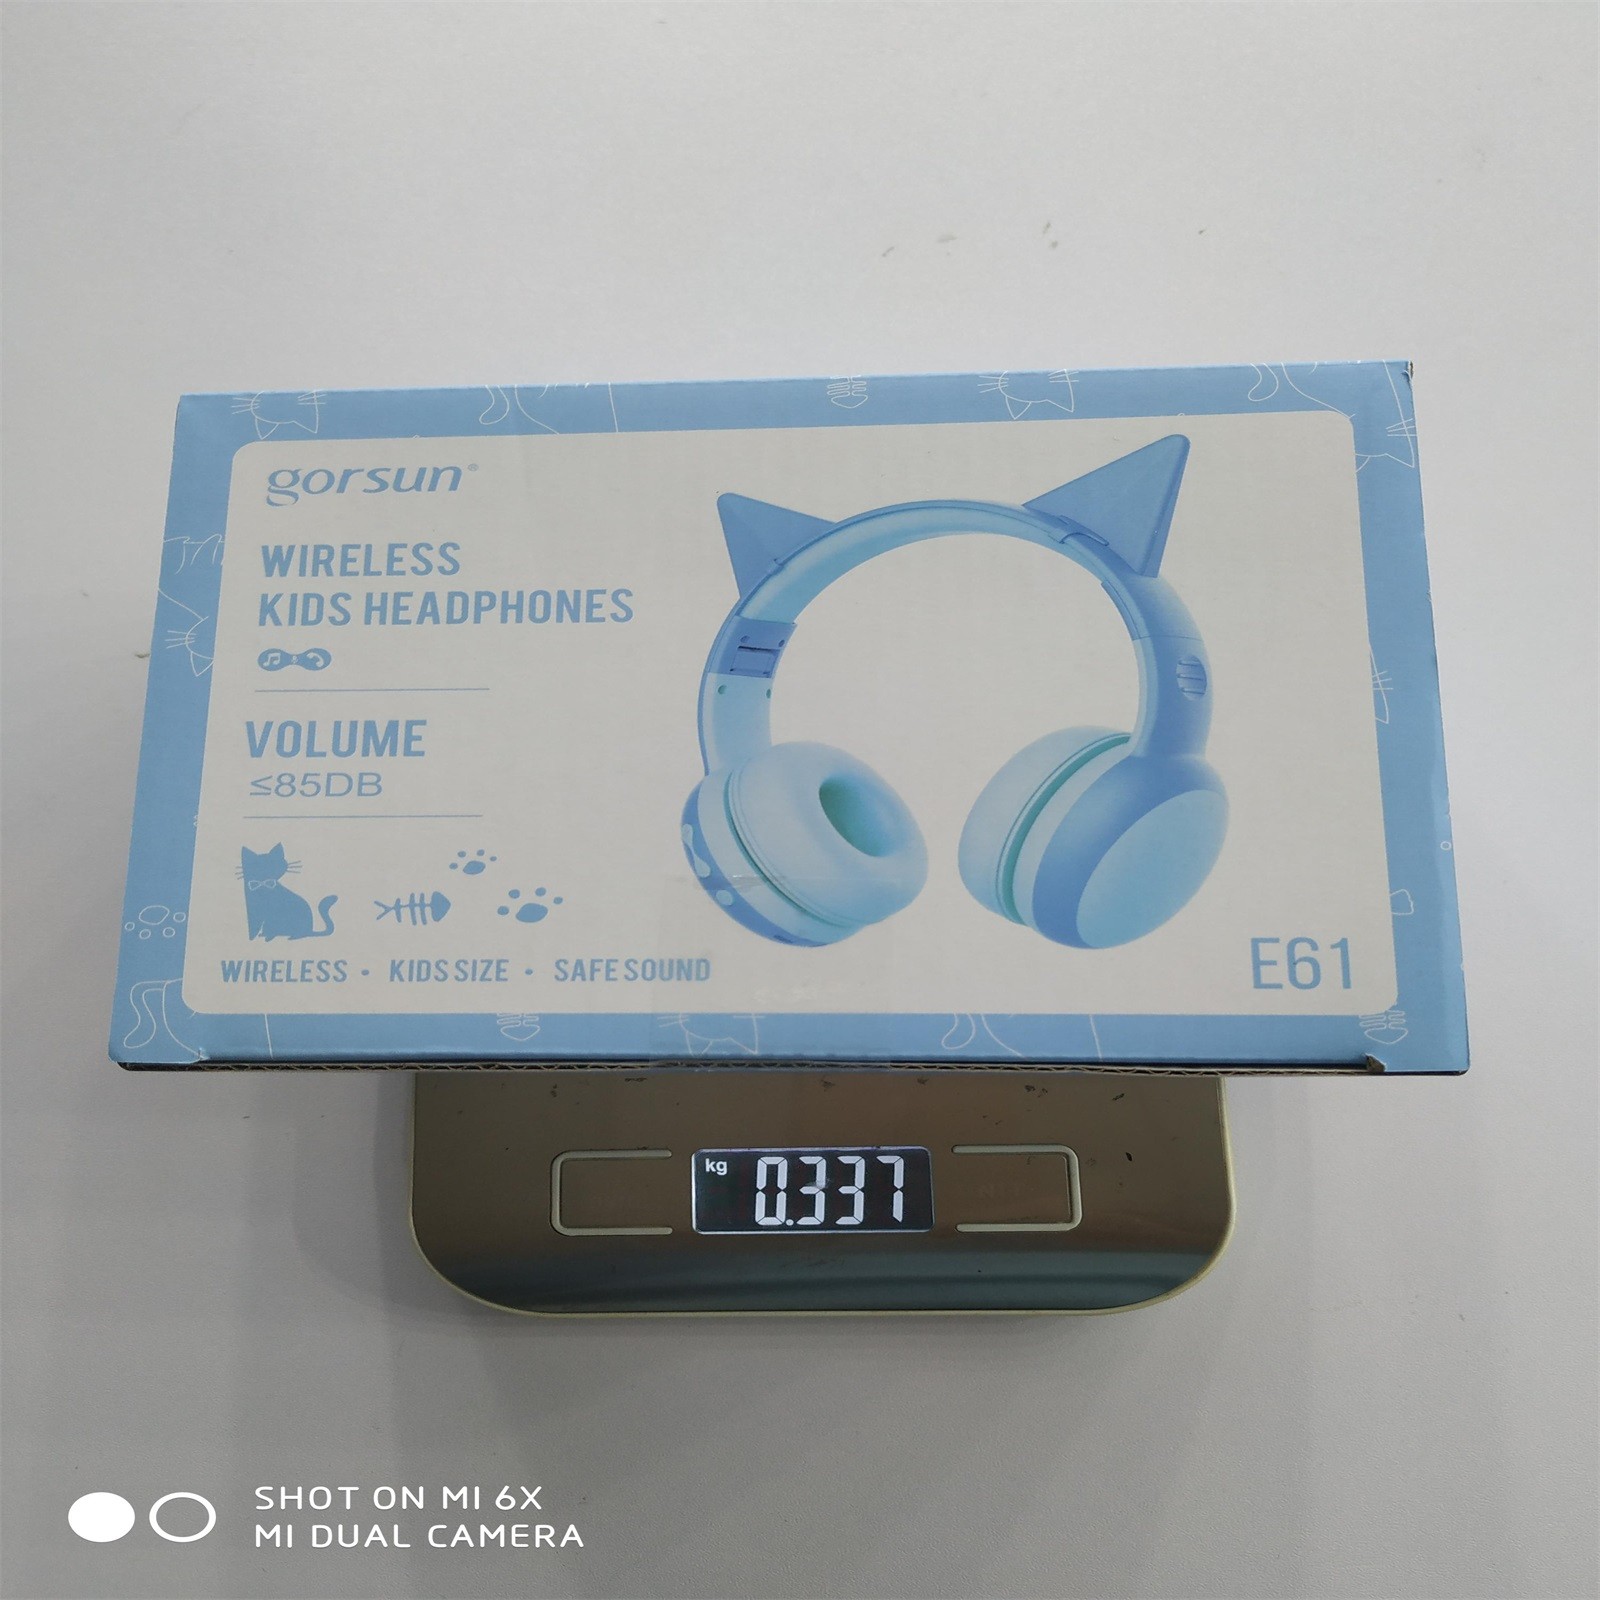 gorsun®
WIRELESS
KIDS HEADPHONES
VOLUME
≤85DB
WIRELESS • KIDS SIZE • SAFE SOUND
E61
kg 0.337
SHOT ON MI 6X
MI DUAL CAMERA